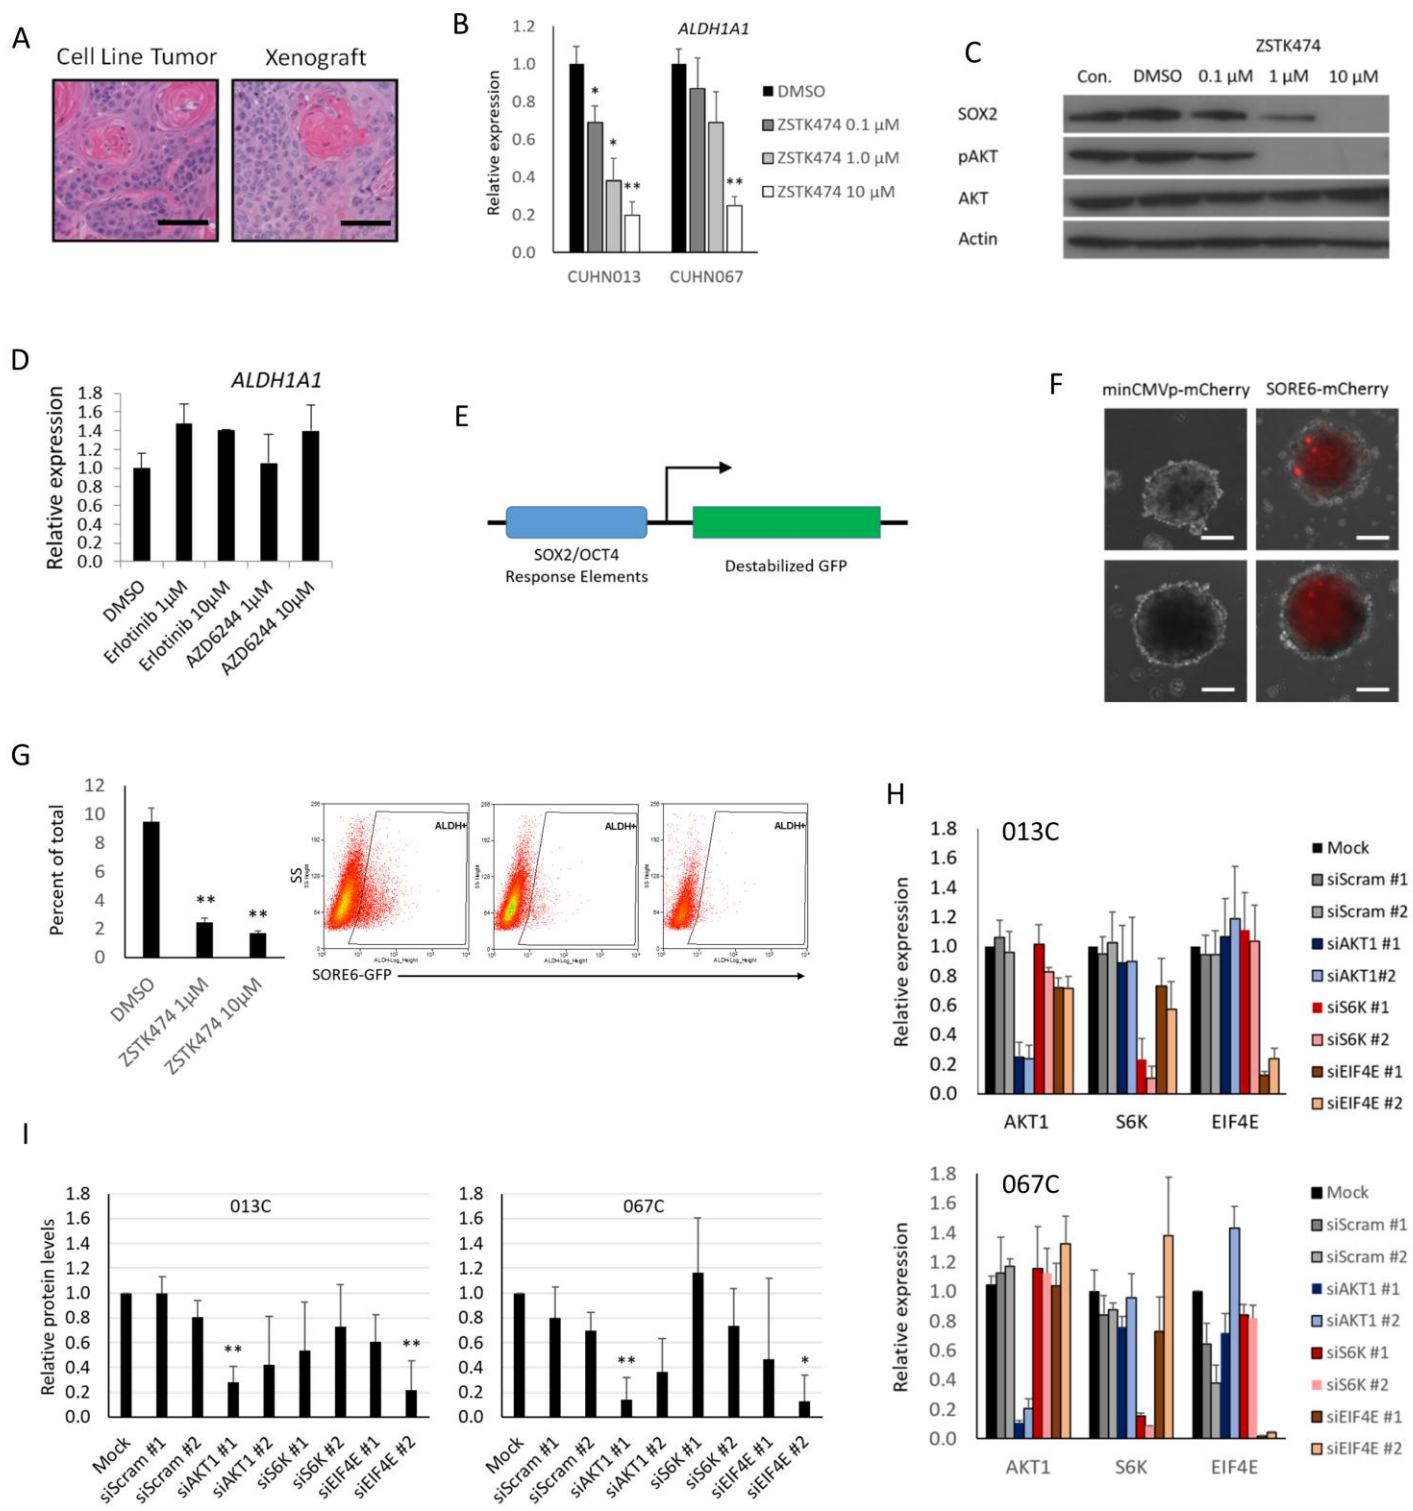 A
Cell Line Tumor
Xenograft
B
ALDH1A1
1.2
1.0
0.8
0.6
0.4
0.2
0.0
Relative expression
*
*
**
**
DMSO
ZSTK474 0.1 µM
ZSTK474 1.0 µM
ZSTK474 10 µM
CUHN013
CUHN067
C
ZSTK474
Con. DMSO 0.1 µM 1 µM 10 µM
SOX2
pAKT
AKT
Actin
D
ALDH1A1
Relative expression
1.8
1.6
1.4
1.2
1.0
0.8
0.6
0.4
0.2
0.0
DMSO
Erlotinib 1µM
Erlotinib 10µM
AZD6244 1µM
AZD6244 10µM
E
SOX2/OCT4
Response Elements
Destabilized GFP
F
minCMVp-mCherry
SORE6-mCherry
G
Percent of total
12
10
8
6
4
2
0
**
**
DMSO
ZSTK474 1µM
ZSTK474 10µM
SS
ALDH+
ALDH+
ALDH+
SORE6-GFP
H
013C
Relative expression
1.8
1.6
1.4
1.2
1.0
0.8
0.6
0.4
0.2
0.0
AKT1
S6K
EIF4E
Mock
siScram #1
siScram #2
siAKT1 #1
siAKT1#2
siS6K #1
siS6K #2
siEIF4E #1
siEIF4E #2
067C
Relative expression
1.8
1.6
1.4
1.2
1.0
0.8
0.6
0.4
0.2
0.0
AKT1
S6K
EIF4E
Mock
siScram #1
siScram #2
siAKT1 #1
siAKT1 #2
siS6K #1
siS6K #2
siEIF4E #1
siEIF4E #2
I
013C
Relative protein levels
1.8
1.6
1.4
1.2
1.0
0.8
0.6
0.4
0.2
0.0
**
**
Mock
siScram #1
siScram #2
siAKT1 #1
siAKT1 #2
siS6K #1
siS6K #2
siEIF4E #1
siEIF4E #2
067C
1.8
1.6
1.4
1.2
1.0
0.8
0.6
0.4
0.2
0.0
**
*
Mock
siScram #1
siScram #2
siAKT1 #1
siAKT1 #2
siS6K #1
siS6K #2
siEIF4E #1
siEIF4E #2